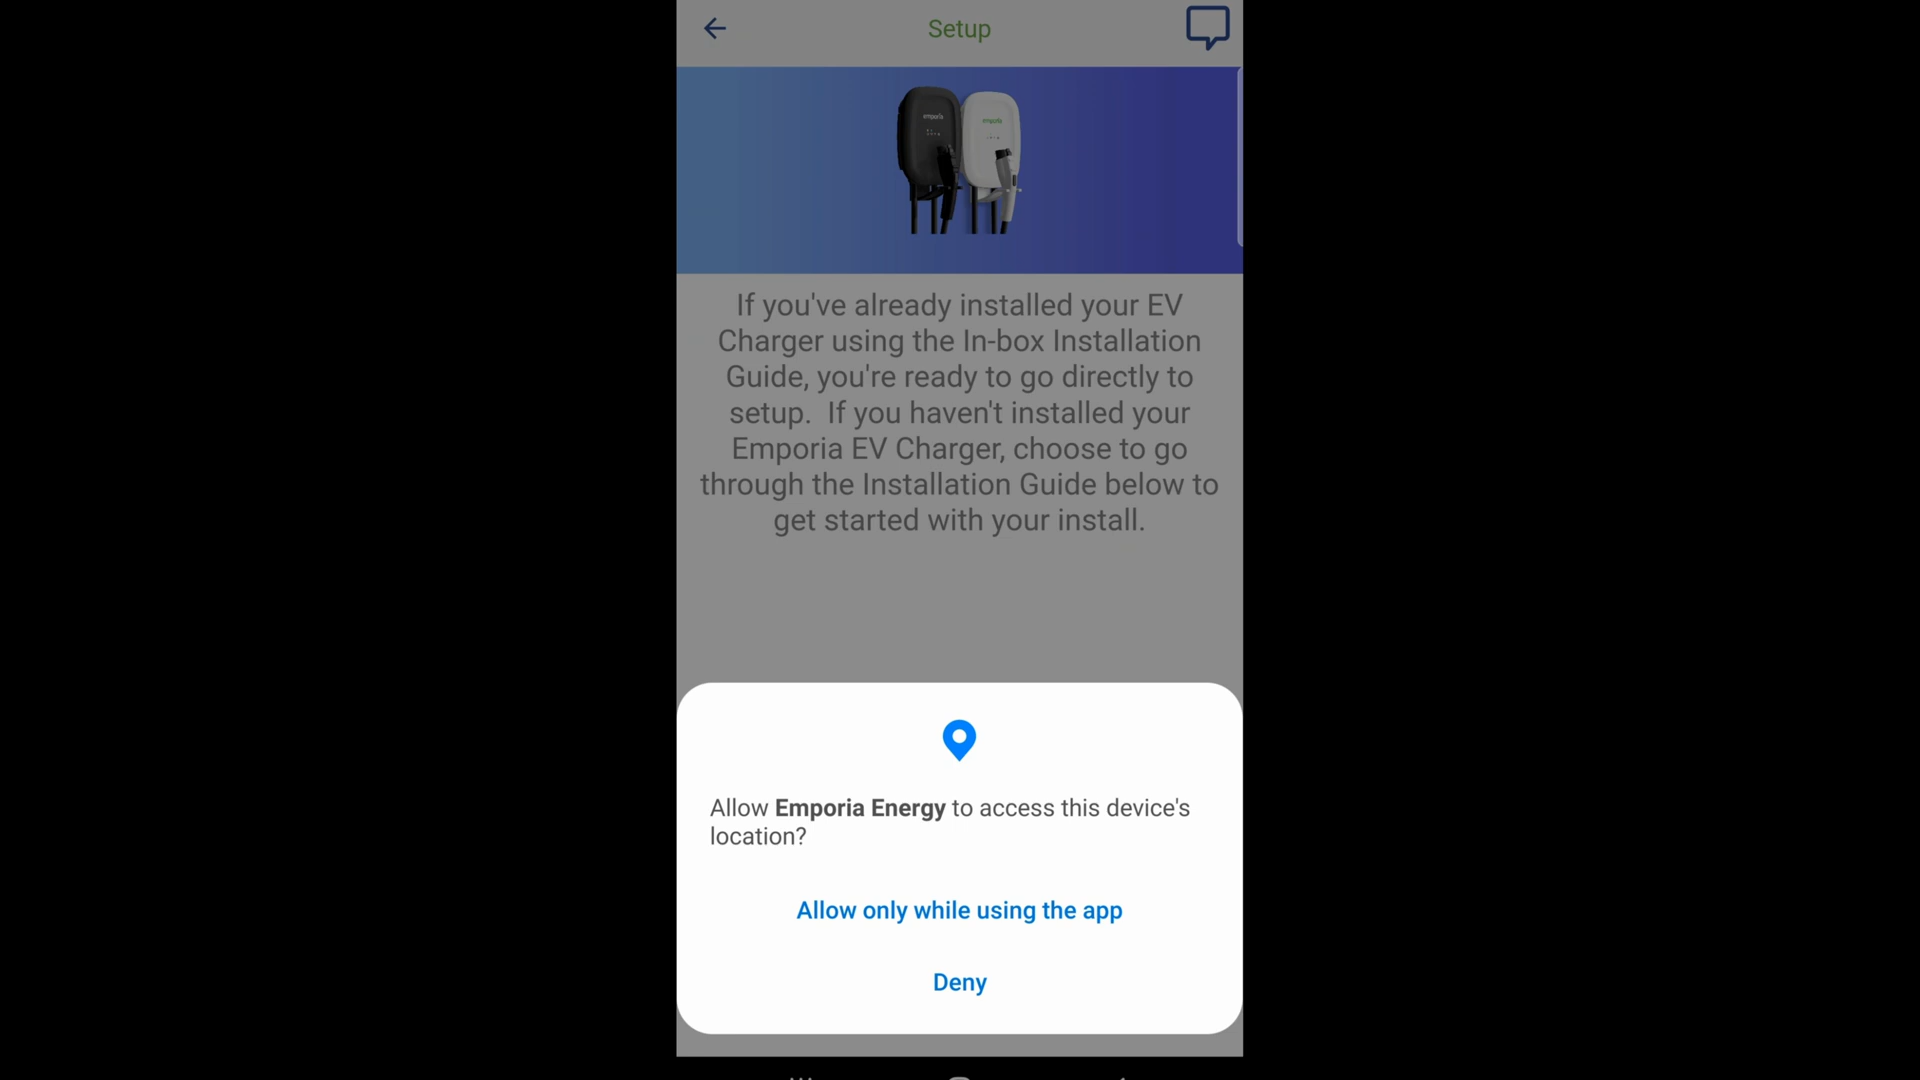 Setup
emporia
emporia
If you've already installed your EV
Charger using the In-box Installation
Guide, you're ready to go directly to
setup.  If you haven't installed your
Emporia EV Charger, choose to go
through the Installation Guide below to
get started with your install.
Allow Emporia Energy to access this device's
location?
Allow only while using the app
Deny